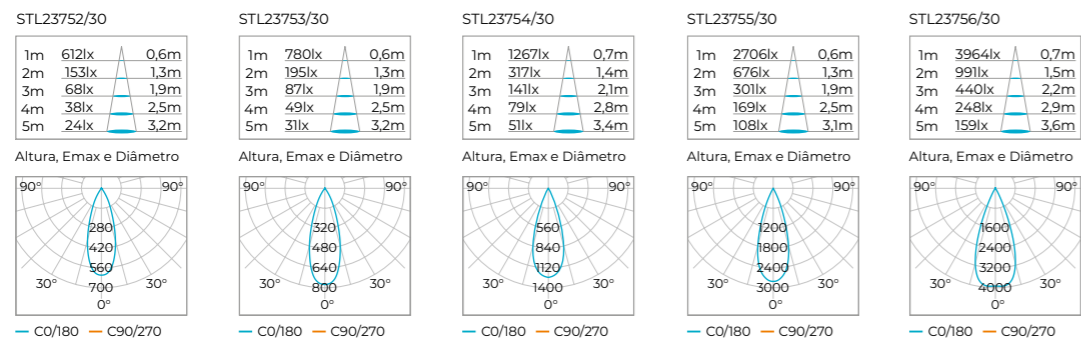 STL23752/30
1m 612lx 0,6m
2m 153lx 1,3m
3m 68lx 1,9m
4m 38lx 2,5m
5m 24lx 3,2m
Altura, Emax e Diâmetro
90° 90°
280
420
560
30° 700 30°
0°
C0/180 C90/270
STL23753/30
1m 780lx 0,6m
2m 195lx 1,3m
3m 87lx 1,9m
4m 49lx 2,5m
5m 31lx 3,2m
Altura, Emax e Diâmetro
90° 90°
320
480
640
30° 800 30°
0°
C0/180 C90/270
STL23754/30
1m 1267lx 0,7m
2m 317lx 1,4m
3m 141lx 2,1m
4m 79lx 2,8m
5m 51lx 3,4m
Altura, Emax e Diâmetro
90° 90°
560
840
1120
30° 1400 30°
0°
C0/180 C90/270
STL23755/30
1m 2706lx 0,6m
2m 676lx 1,3m
3m 301lx 1,9m
4m 169lx 2,5m
5m 108lx 3,1m
Altura, Emax e Diâmetro
90° 90°
1200
1800
2400
30° 3000 30°
0°
C0/180 C90/270
STL23756/30
1m 3964lx 0,7m
2m 991lx 1,5m
3m 440lx 2,2m
4m 248lx 2,9m
5m 159lx 3,6m
Altura, Emax e Diâmetro
90° 90°
1600
2400
3200
30° 4000 30°
0°
C0/180 C90/270